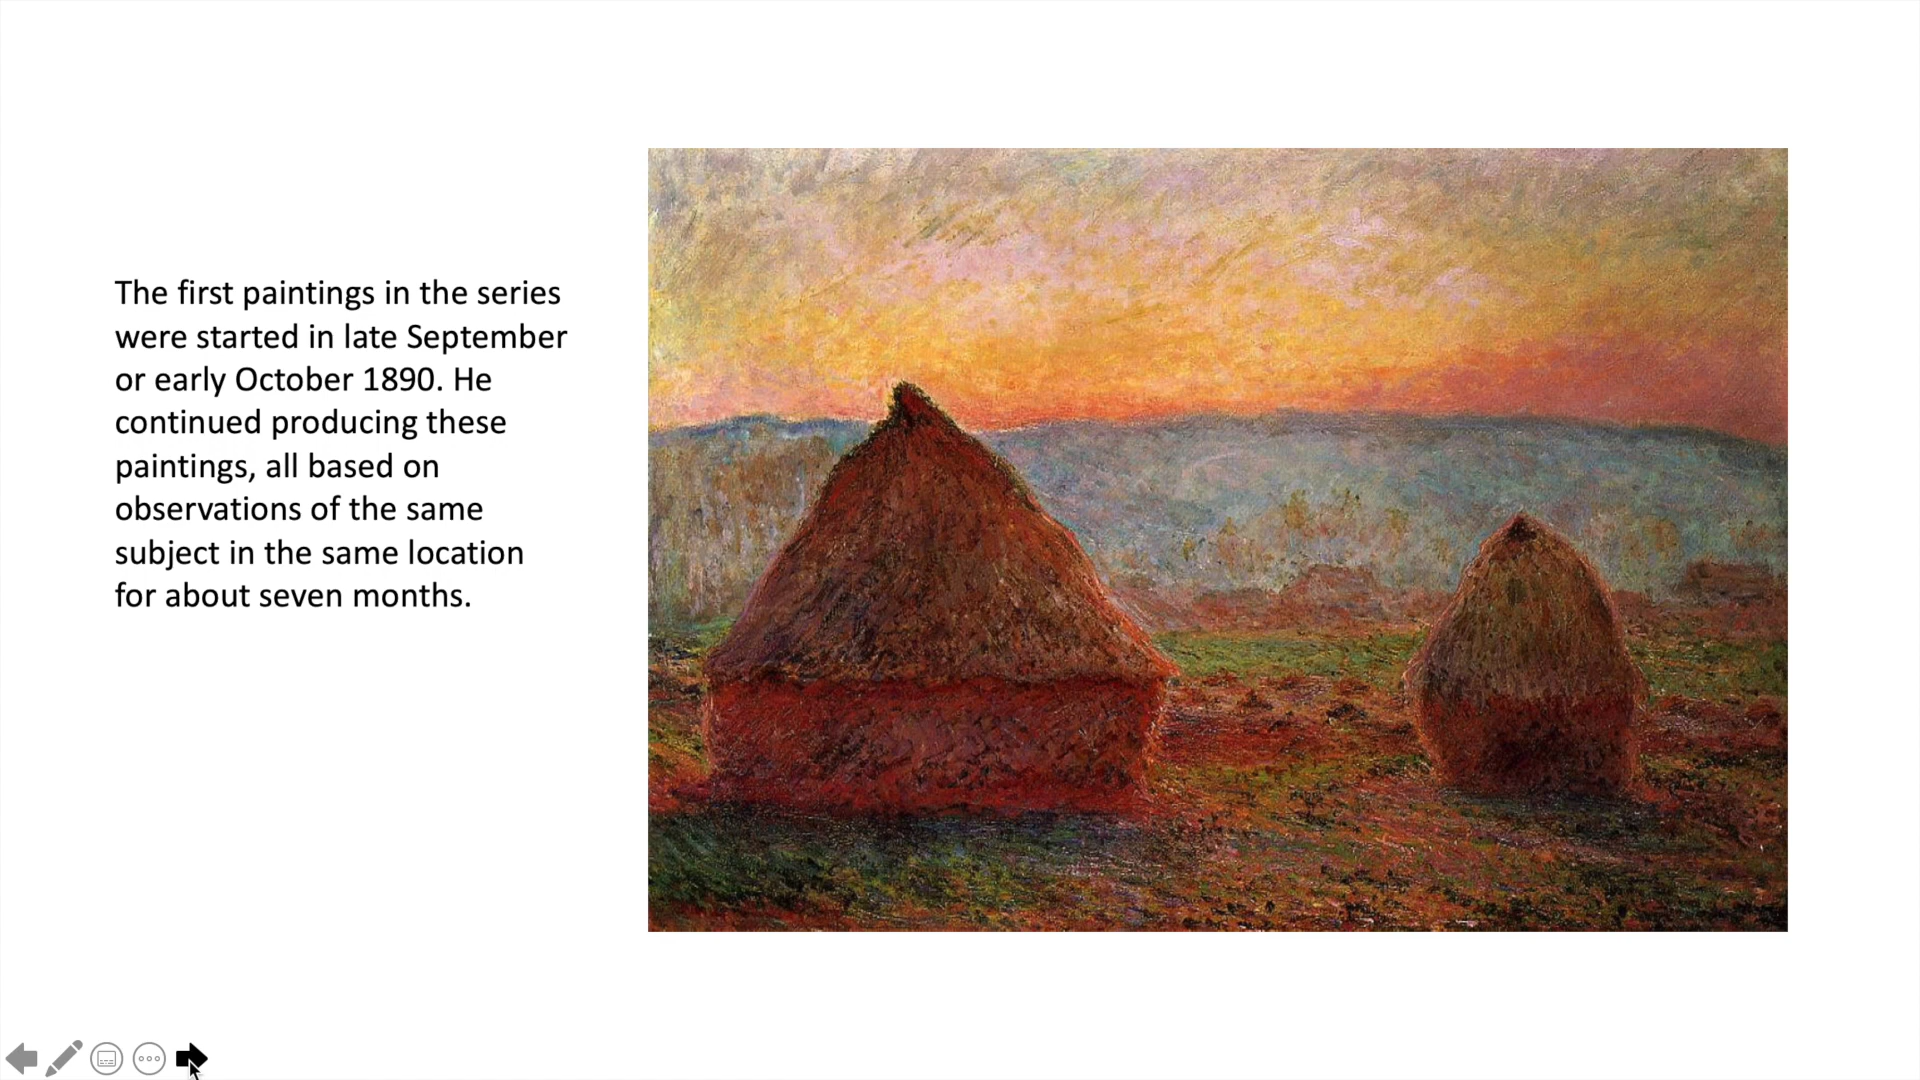 The first paintings in the series
were started in late September
or early October 1890. He
continued producing these
paintings, all based on
observations of the same
subject in the same location
for about seven months.